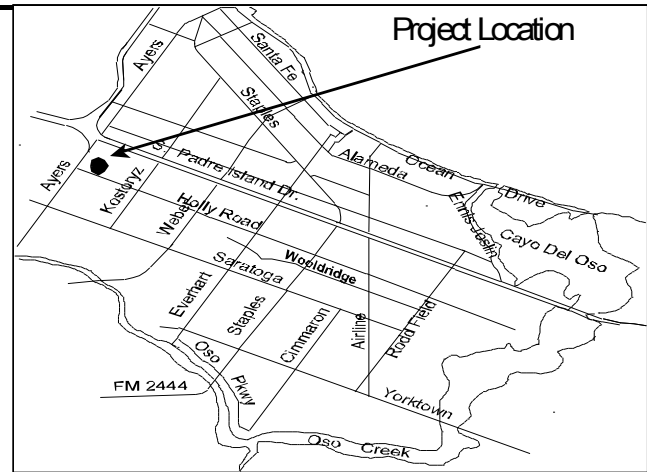 Project Location
Ayers
Santa Fe
Staples
S. Padre Island Dr.
Alameda
Ocean Drive
Ayers
Kostoryz
Weber
Holly Road
Ennis Joslin
Cayo Del Oso
Wooldridge
Saratoga
Everhart
Staples
Cimmaron
Airline
Rodd Field
Oso Pkwy
FM 2444
Yorktown
Oso Creek